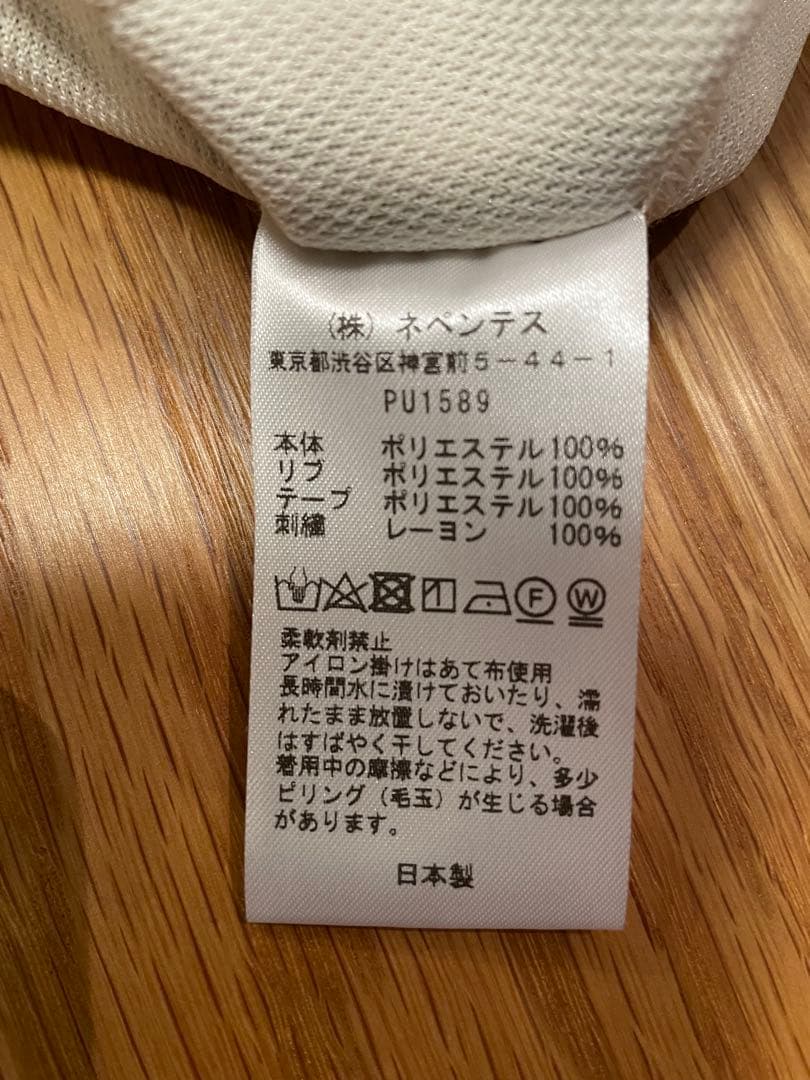 (株) ネペンテス
東京都渋谷区神宮前5-44-1
PU1589
本体 ポリエステル100%
リブ ポリエステル100%
テープ ポリエステル100%
刺繍 レーヨン 100%
F W
柔軟剤禁止
アイロン掛けはあて布使用
長時間水に漬けておいたり、濡
れたまま放置しないで、洗濯後
はすばやく干してください。
着用中の摩擦などにより、多少
ピリング(毛玉)が生じる場合
があります。
日本製